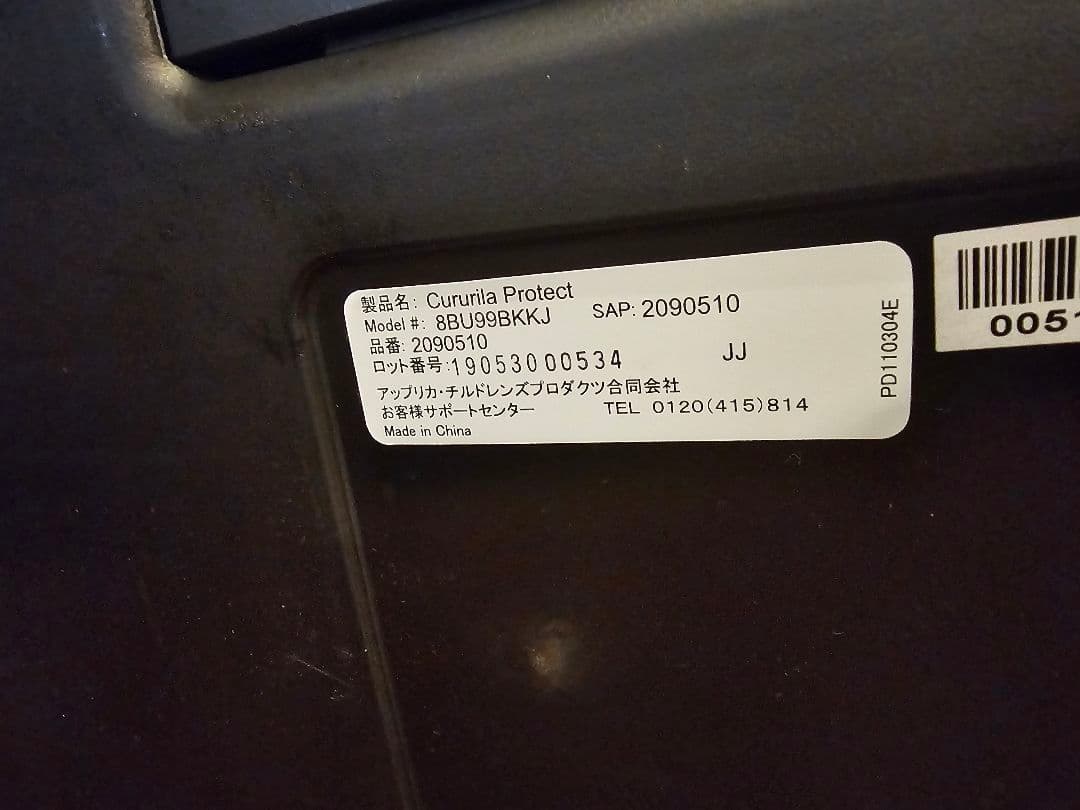 製品名: Cururila Protect
Model #: 8BU99BKKJ SAP: 2090510
品番: 2090510
ロット番号:19053000534 JJ
アップリカ・チルドレンズプロダクツ合同会社
お客様サポートセンター TEL 0120(415)814
Made in China
PD110304E
0051